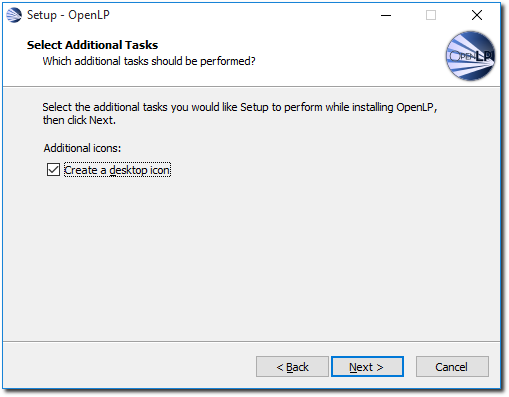 Setup - OpenLP
Select Additional Tasks
Which additional tasks should be performed?
OPENLP
Select the additional tasks you would like Setup to perform while installing OpenLP,
then click Next.
Additional icons:
Create a desktop icon
< Back
Next >
Cancel